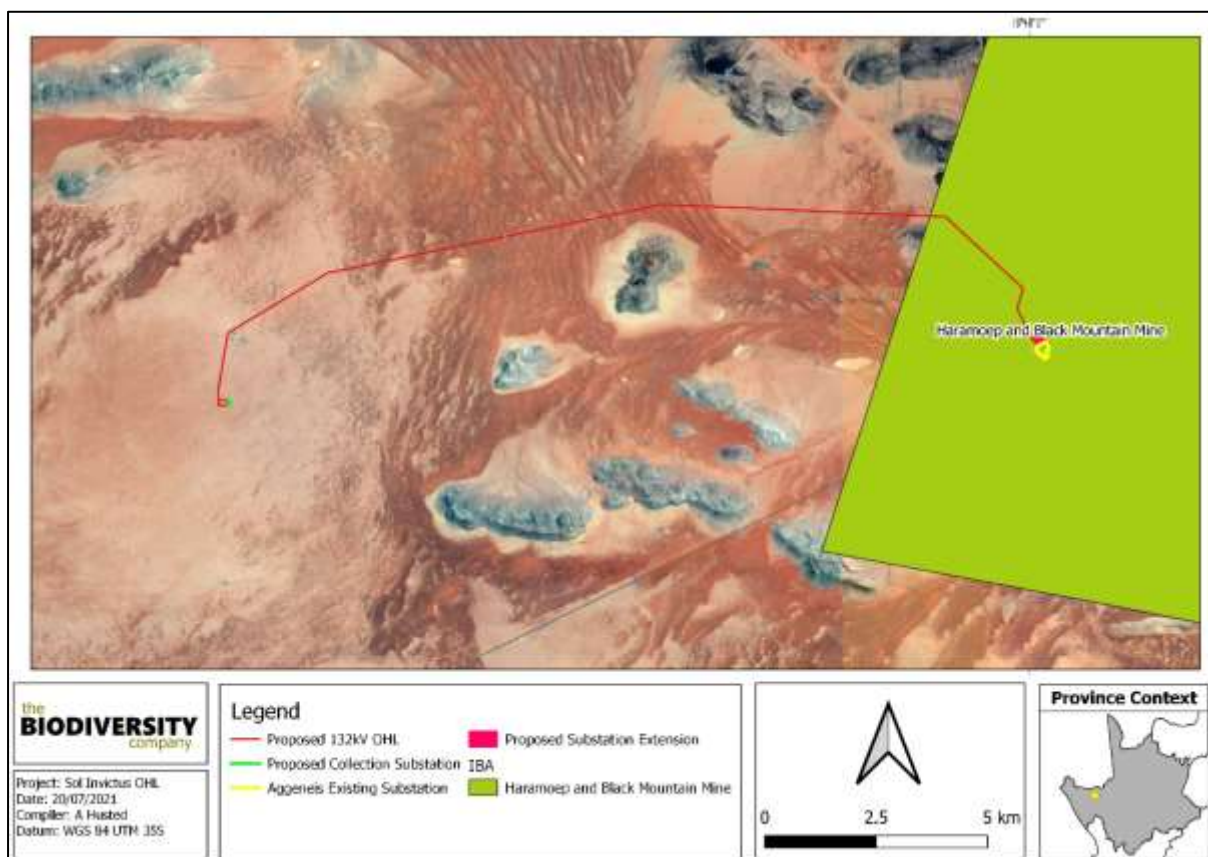 Haramoep and Black Mountain Mine
the
BIODIVERSITY
company
Project: Sol Invictus OHL
Date: 20/07/2021
Compiler: A Husted
Datum: WGS 84 UTM 35S
Legend
Proposed 132kV OHL
Proposed Collection Substation
Aggeneis Existing Substation
Proposed Substation Extension
IBA
Haramoep and Black Mountain Mine
0 2.5 5 km
Province Context